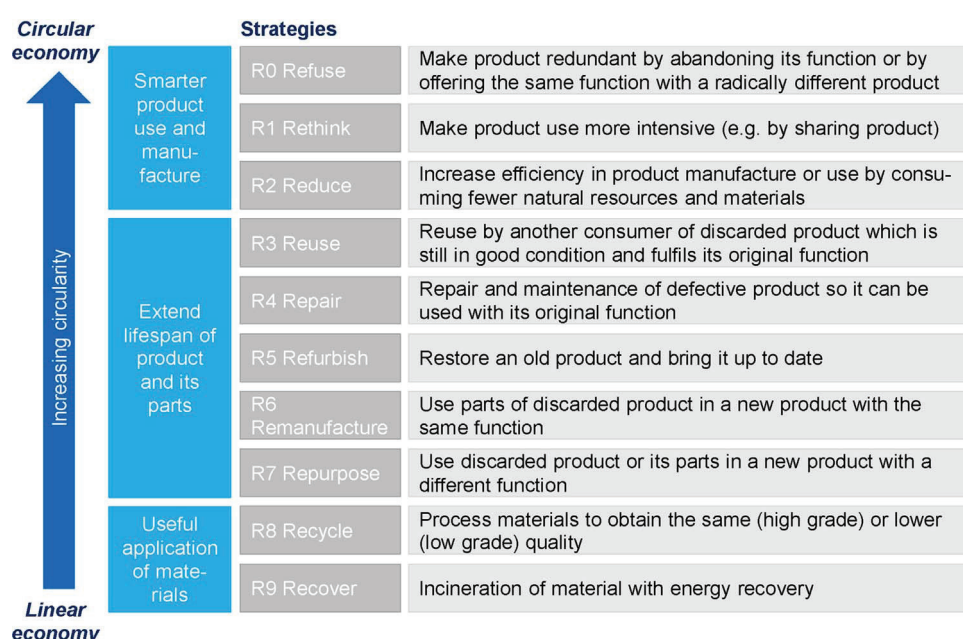 Circular
economy
Strategies
Increasing circularity
Linear
economy
Smarter
product
use and
manu-
facture
R0 Refuse
Make product redundant by abandoning its function or by
offering the same function with a radically different product
R1 Rethink
Make product use more intensive (e.g. by sharing product)
R2 Reduce
Increase efficiency in product manufacture or use by consu-
ming fewer natural resources and materials
Extend
lifespan of
product
and its
parts
R3 Reuse
Reuse by another consumer of discarded product which is
still in good condition and fulfils its original function
R4 Repair
Repair and maintenance of defective product so it can be
used with its original function
R5 Refurbish
Restore an old product and bring it up to date
R6
Remanufacture
Use parts of discarded product in a new product with the
same function
R7 Repurpose
Use discarded product or its parts in a new product with a
different function
Useful
application
of mate-
rials
R8 Recycle
Process materials to obtain the same (high grade) or lower
(low grade) quality
R9 Recover
Incineration of material with energy recovery